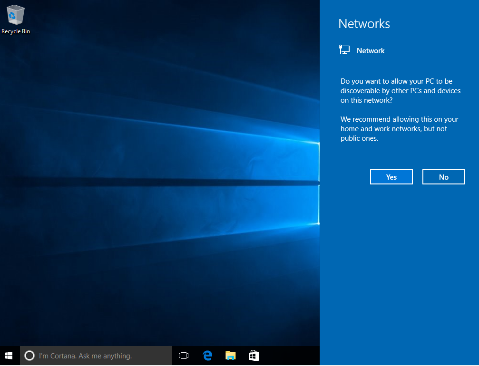 Recycle Bin
Networks
Network
Do you want to allow your PC to be
discoverable by other PCs and devices
on this network?
We recommend allowing this on your
home and work networks, but not
public ones.
Yes
No
I'm Cortana. Ask me anything.